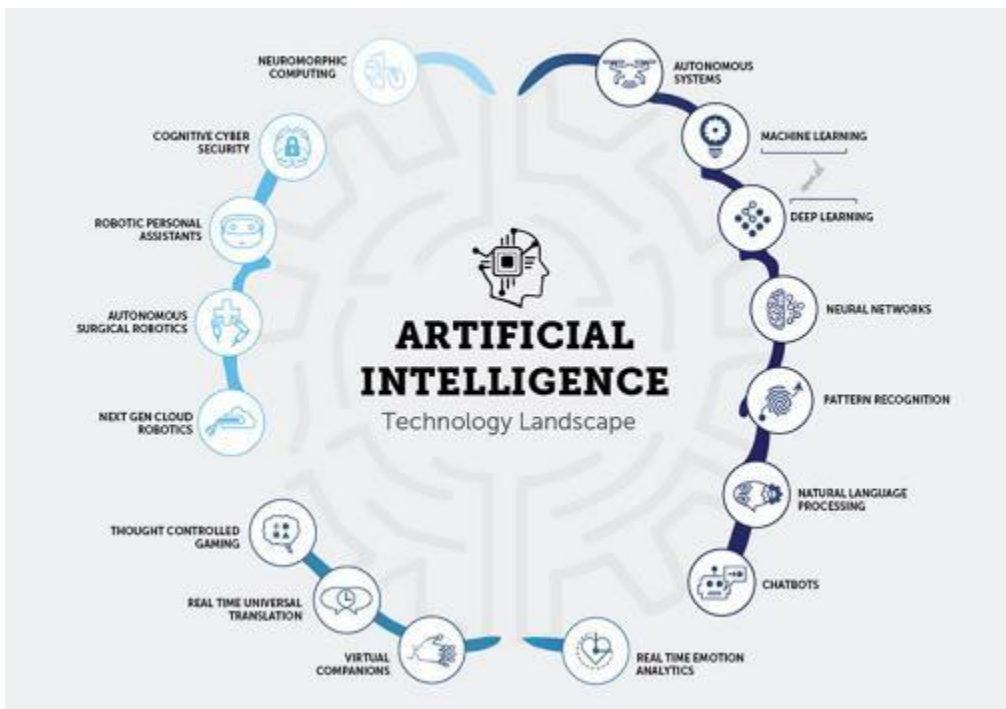 ARTIFICIAL
INTELLIGENCE
Technology Landscape
NEUROMORPHIC
COMPUTING
COGNITIVE CYBER
SECURITY
ROBOTIC PERSONAL
ASSISTANTS
AUTONOMOUS
SURGICAL ROBOTICS
NEXT GEN CLOUD
ROBOTICS
THOUGHT CONTROLLED
GAMING
REAL TIME UNIVERSAL
TRANSLATION
VIRTUAL
COMPANIONS
AUTONOMOUS
SYSTEMS
MACHINE LEARNING
DEEP LEARNING
NEURAL NETWORKS
PATTERN RECOGNITION
NATURAL LANGUAGE
PROCESSING
CHATBOTS
REAL TIME EMOTION
ANALYTICS